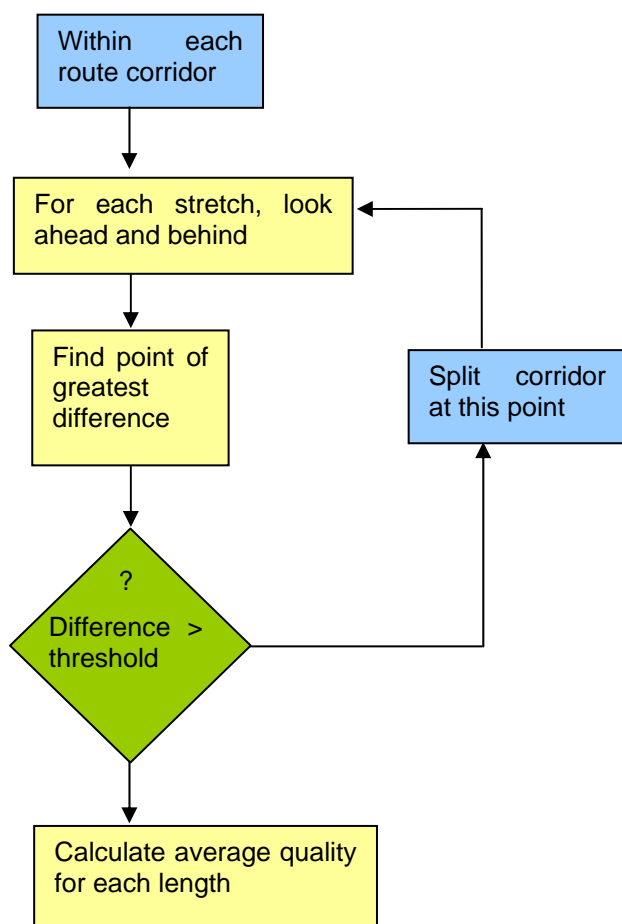 Within each
route corridor
For each stretch, look
ahead and behind
Find point of
greatest
difference
Split corridor
at this point
?
Difference >
threshold
Calculate average quality
for each length